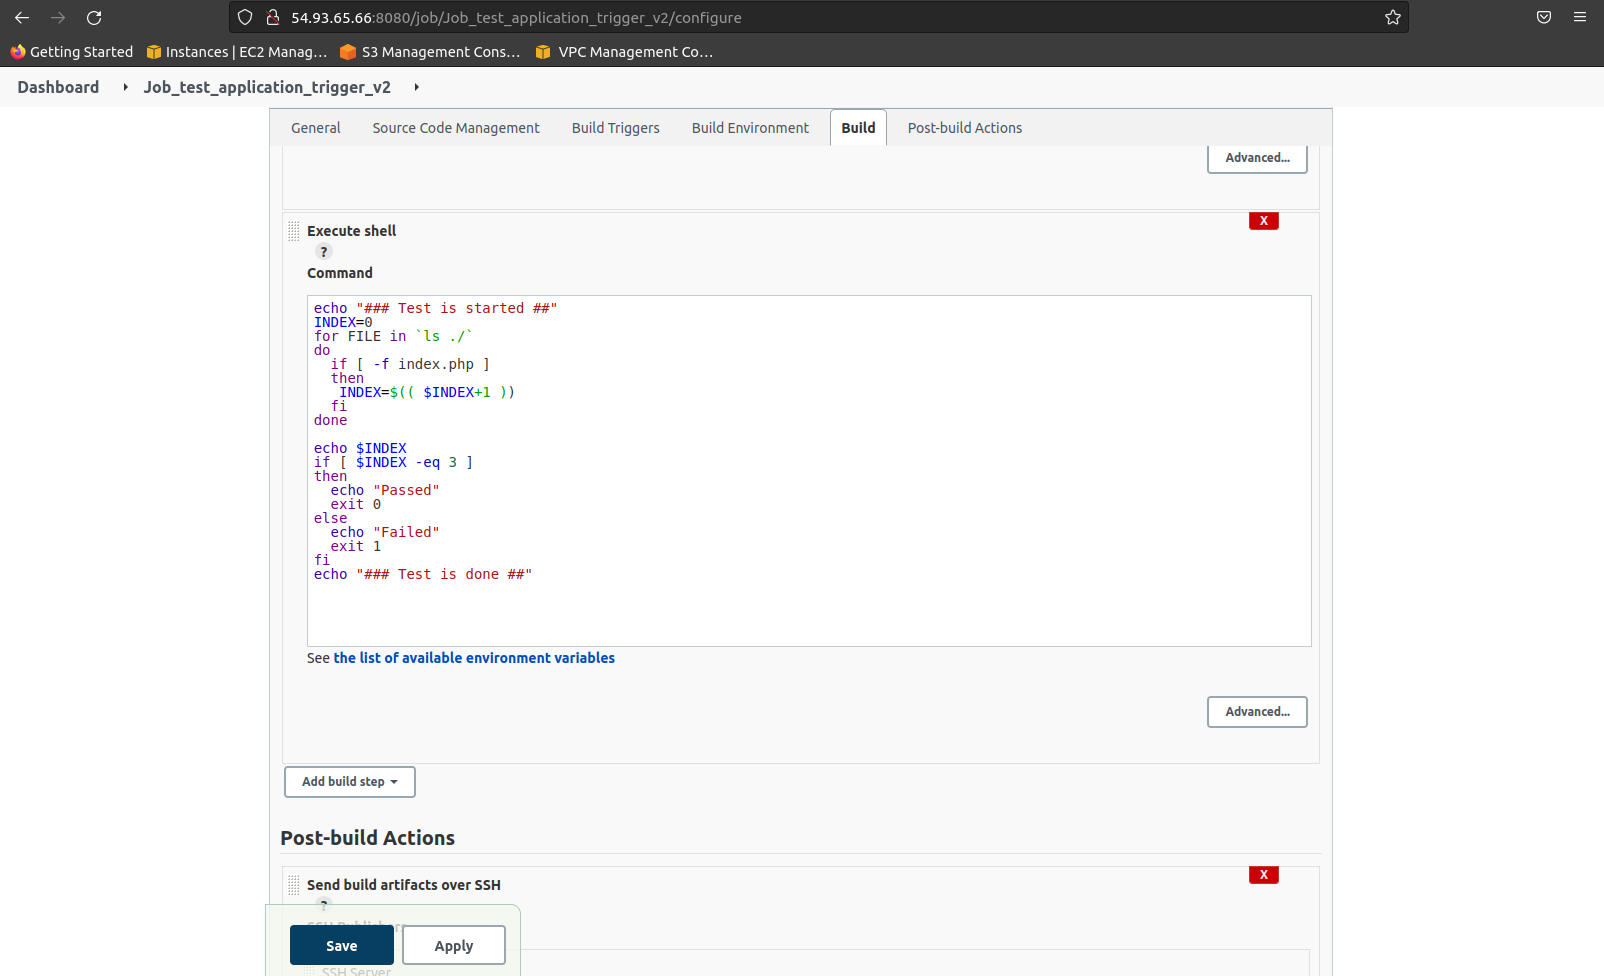 54.93.65.66:8080/job/Job_test_application_trigger_v2/configure
Getting Started Instances | EC2 Manag... S3 Management Cons... VPC Management Co...
Dashboard Job_test_application_trigger_v2
General Source Code Management Build Triggers Build Environment Build Post-build Actions
Advanced...
X
Execute shell
?
Command
echo "### Test is started ##"
INDEX=0
for FILE in `ls ./`
do
  if [ -f index.php ]
  then
   INDEX=$(( $INDEX+1 ))
  fi
done

echo $INDEX
if [ $INDEX -eq 3 ]
then
  echo "Passed"
  exit 0
else
  echo "Failed"
  exit 1
fi
echo "### Test is done ##"
See the list of available environment variables
Advanced...
Add build step
Post-build Actions
X
Send build artifacts over SSH
?
SSH Publishers
Save Apply
SSH Server